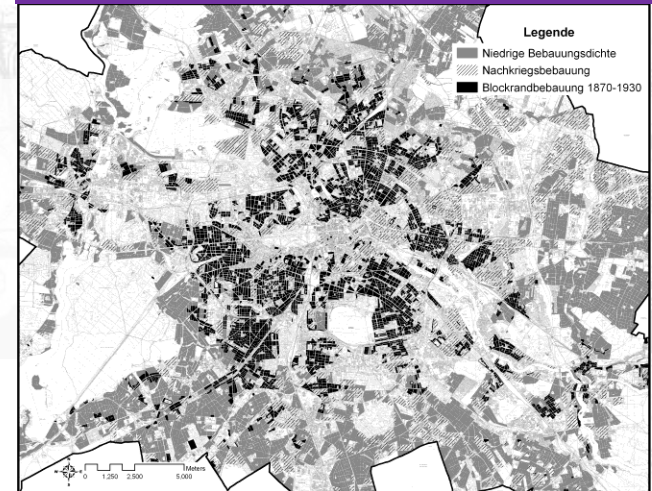 Legende
Niedrige Bebauungsdichte
Nachkriegsbebauung
Blockrandbebauung 1870-1930
Meters
0 1.250 2.500 5.000